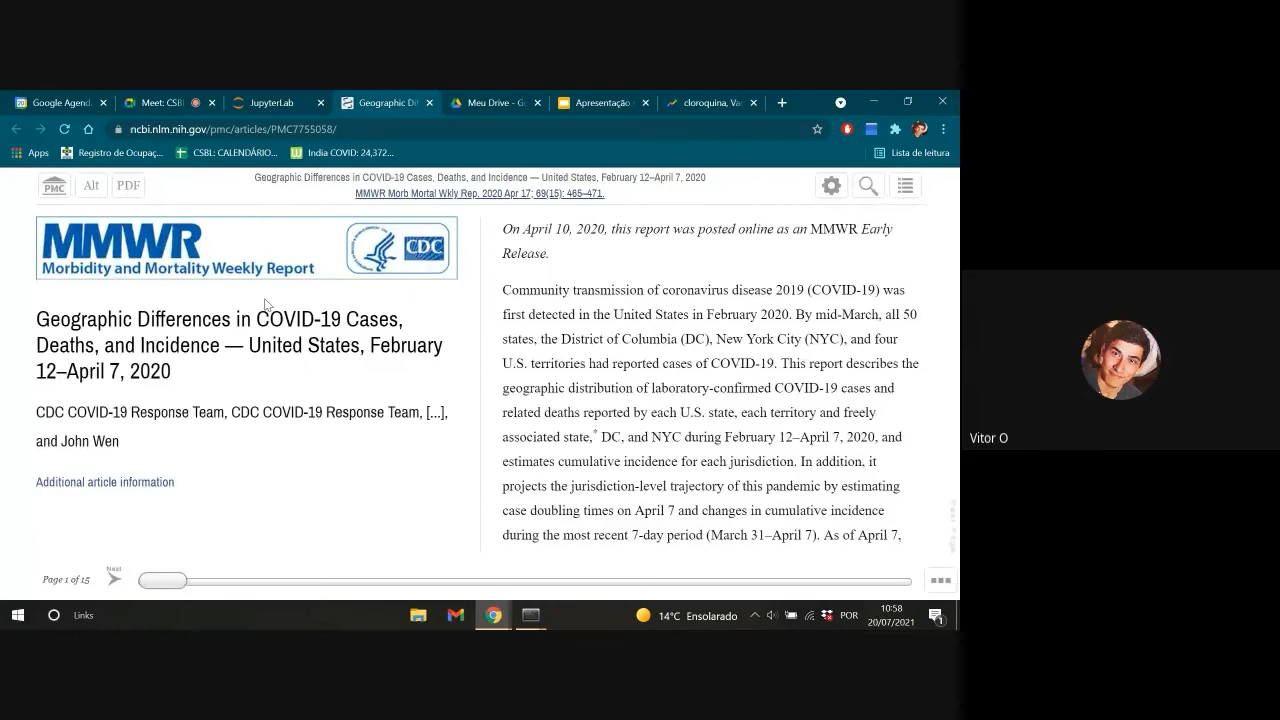 Google Agend
Meet: CSB
JupyterLab
Geographic Di
Meu Drive - G
Apresentação
cloroquina, Va
ncbi.nlm.nih.gov/pmc/articles/PMC7755058/
Apps
Registro de Ocupaç...
CSBL: CALENDÁRIO...
India COVID: 24,372...
Lista de leitura
PMC
Alt
PDF
Geographic Differences in COVID-19 Cases, Deaths, and Incidence — United States, February 12–April 7, 2020
MMWR Morb Mortal Wkly Rep. 2020 Apr 17; 69(15): 465–471.
MMWR
Morbidity and Mortality Weekly Report
CDC
Geographic Differences in COVID-19 Cases,
Deaths, and Incidence — United States, February
12–April 7, 2020
CDC COVID-19 Response Team, CDC COVID-19 Response Team, [...],
and John Wen
Additional article information
On April 10, 2020, this report was posted online as an MMWR Early
Release.
Community transmission of coronavirus disease 2019 (COVID-19) was
first detected in the United States in February 2020. By mid-March, all 50
states, the District of Columbia (DC), New York City (NYC), and four
U.S. territories had reported cases of COVID-19. This report describes the
geographic distribution of laboratory-confirmed COVID-19 cases and
related deaths reported by each U.S. state, each territory and freely
associated state,* DC, and NYC during February 12–April 7, 2020, and
estimates cumulative incidence for each jurisdiction. In addition, it
projects the jurisdiction-level trajectory of this pandemic by estimating
case doubling times on April 7 and changes in cumulative incidence
during the most recent 7-day period (March 31–April 7). As of April 7,
Page 1 of 15
Next
Links
14°C Ensolarado
POR
10:58
20/07/2021
1
Vitor O